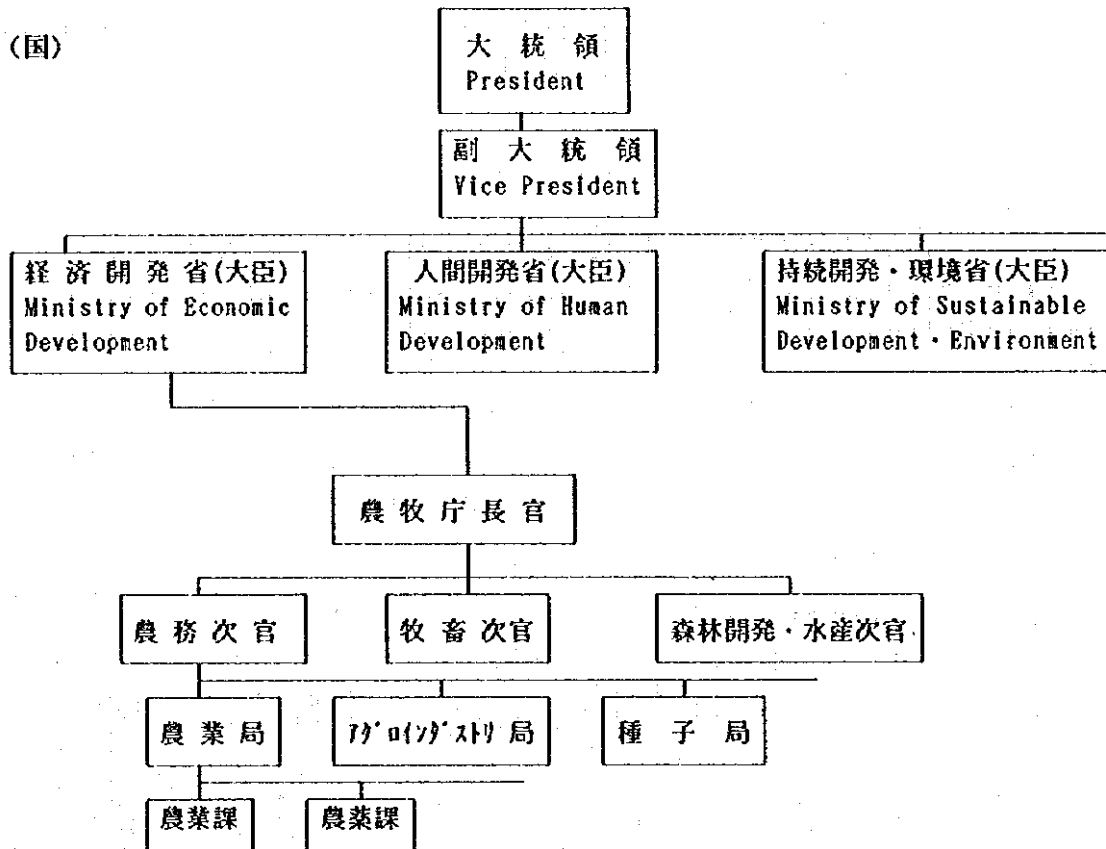 (国)
大統領
President
副大統領
Vice President
経済開発省(大臣)
Ministry of Economic
Development
人間開発省(大臣)
Ministry of Human
Development
持続開発・環境省(大臣)
Ministry of Sustainable
Development・Environment
農牧庁長官
農務次官
牧畜次官
森林開発・水産次官
農業局
ｱｸﾞﾛｲﾝﾀﾞｽﾄﾘ局
種子局
農業課
農薬課